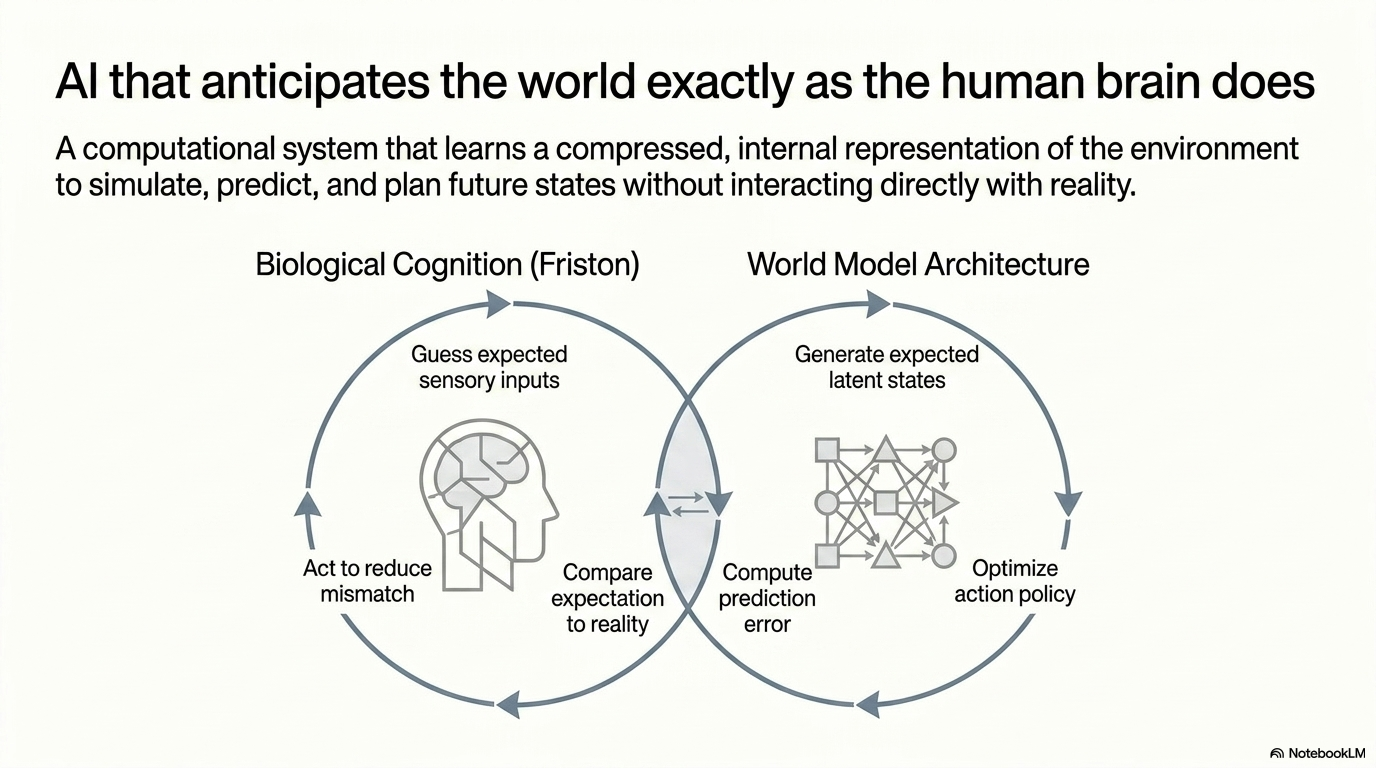 AI that anticipates the world exactly as the human brain does
A computational system that learns a compressed, internal representation of the environment
to simulate, predict, and plan future states without interacting directly with reality.
Biological Cognition (Friston)
World Model Architecture
Guess expected
sensory inputs
Generate expected
latent states
Act to reduce
mismatch
Compare
expectation
to reality
Compute
prediction
error
Optimize
action policy
NotebookLM